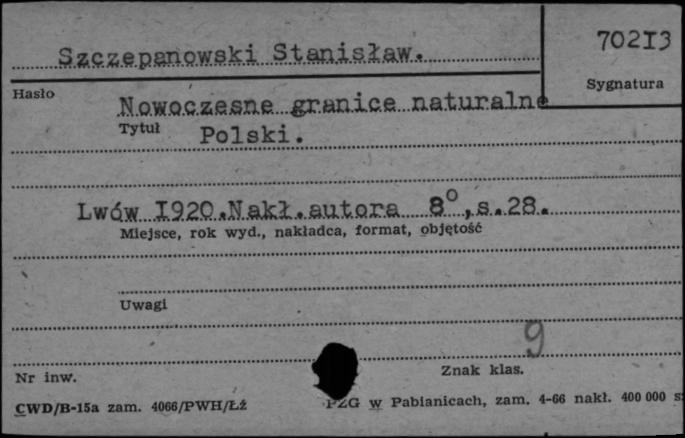 70213
Szczepanowski Stanisław.
Sygnatura
Hasło
Nowoczesne granice naturalne
Tytuł Polski.
Lwów I920.Nakł.autora 8°,s.28.
Miejsce, rok wyd., nakładca, format, objętość
Uwagi
9
Nr inw.
Znak klas.
CWD/B-15a zam. 4066/PWH/Łż
PZG w Pabianicach, zam. 4-66 nakł. 400 000